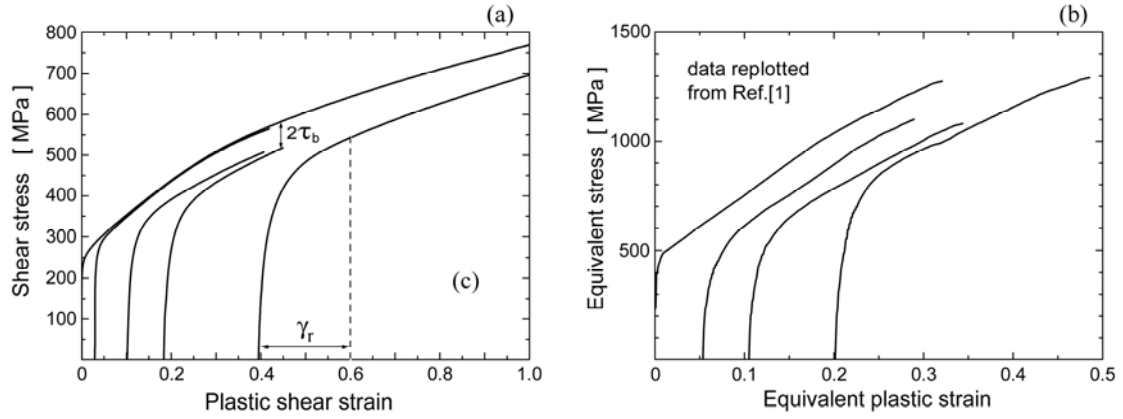 (a)
800
700
600
500
400
300
200
100
0
0.2
0.4
0.6
0.8
1.0
Shear stress [ MPa ]
Plastic shear strain
2τb
γr
(c)
(b)
1500
1000
500
0
0.1
0.2
0.3
0.4
0.5
Equivalent stress [ MPa ]
Equivalent plastic strain
data replotted
from Ref.[1]